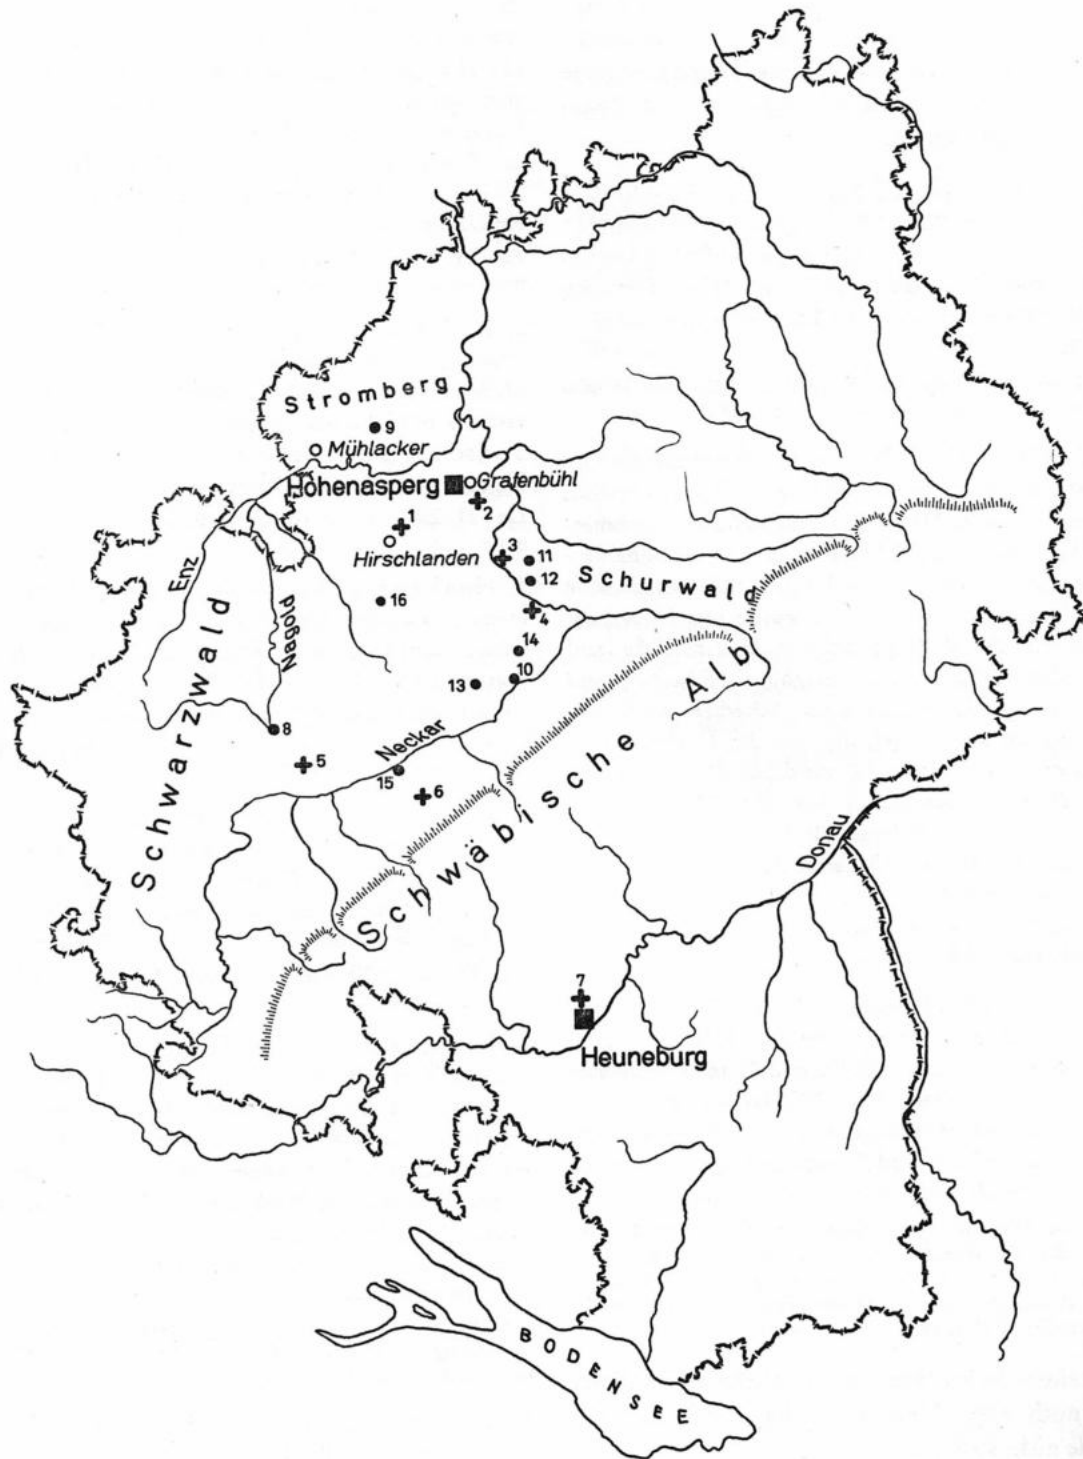 Stromberg
9
Mühlacker
Hohenasperg
Grafenbühl
2
1
Hirschlanden
3
11
12
Schurwald
Enz
Nagold
16
4
14
10
13
Schwarzwald
8
5
Neckar
15
6
Schwäbische Alb
Donau
7
Heuneburg
BODENSEE